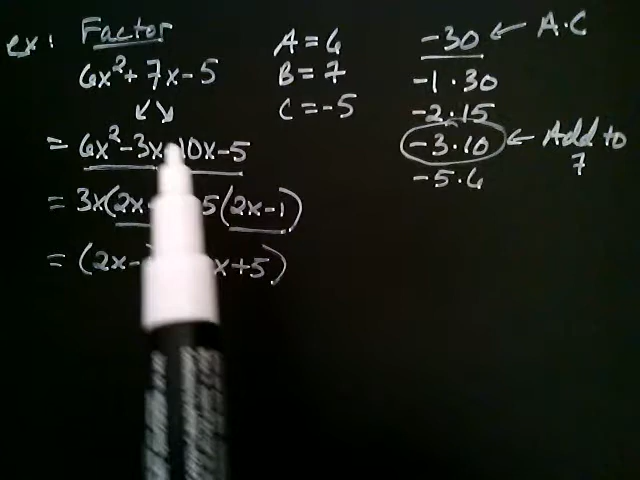 ex: Factor
6x² + 7x - 5
= 6x² - 3x 10x - 5
= 3x(2x 5(2x - 1)
= (2x - x + 5)
A = 6
B = 7
C = -5
-30 ← A·C
-1·30
-2·15
-3·10 ← Add to 7
-5·6